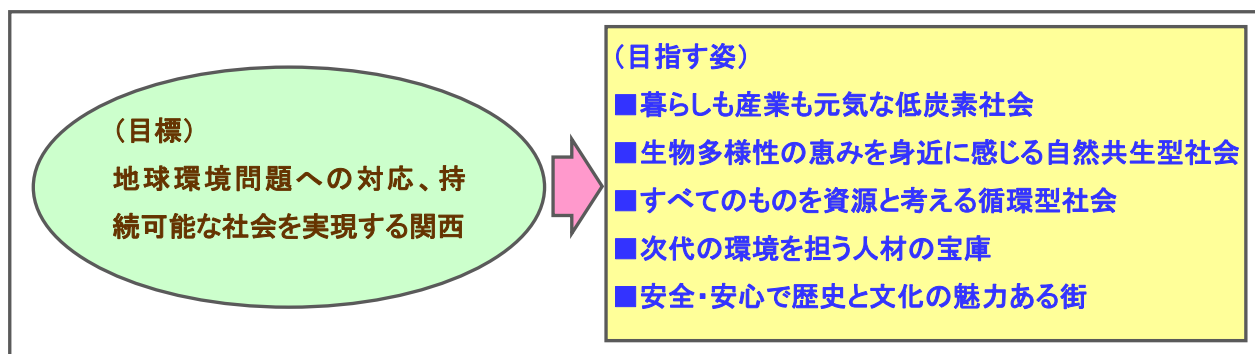 (目標)
地球環境問題への対応、持
続可能な社会を実現する関西
(目指す姿)
■暮らしも産業も元気な低炭素社会
■生物多様性の恵みを身近に感じる自然共生型社会
■すべてのものを資源と考える循環型社会
■次代の環境を担う人材の宝庫
■安全・安心で歴史と文化の魅力ある街